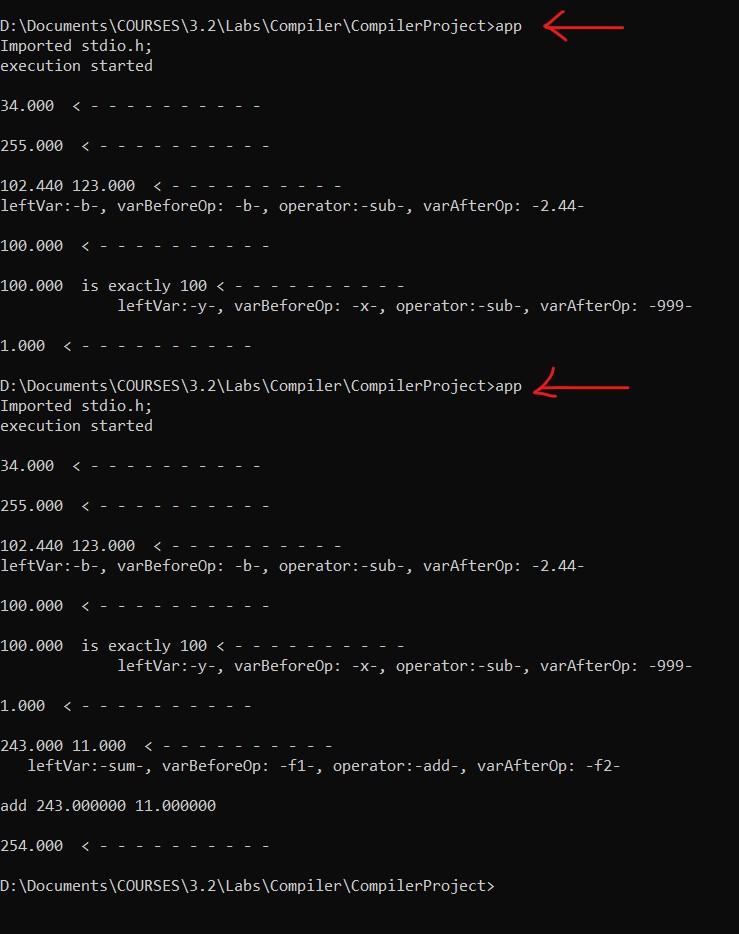 D:\Documents\COURSES\3.2\Labs\Compiler\CompilerProject>app
Imported stdio.h;
execution started
34.000  < - - - - - - - - - -
255.000  < - - - - - - - - - -
102.440 123.000  < - - - - - - - - - -
leftVar:-b-, varBeforeOp: -b-, operator:-sub-, varAfterOp: -2.44-
100.000  < - - - - - - - - - -
100.000  is exactly 100 < - - - - - - - - - -
leftVar:-y-, varBeforeOp: -x-, operator:-sub-, varAfterOp: -999-
1.000  < - - - - - - - - - -
D:\Documents\COURSES\3.2\Labs\Compiler\CompilerProject>app
Imported stdio.h;
execution started
34.000  < - - - - - - - - - -
255.000  < - - - - - - - - - -
102.440 123.000  < - - - - - - - - - -
leftVar:-b-, varBeforeOp: -b-, operator:-sub-, varAfterOp: -2.44-
100.000  < - - - - - - - - - -
100.000  is exactly 100 < - - - - - - - - - -
leftVar:-y-, varBeforeOp: -x-, operator:-sub-, varAfterOp: -999-
1.000  < - - - - - - - - - -
243.000 11.000  < - - - - - - - - - -
leftVar:-sum-, varBeforeOp: -f1-, operator:-add-, varAfterOp: -f2-
add 243.000000 11.000000
254.000  < - - - - - - - - - -
D:\Documents\COURSES\3.2\Labs\Compiler\CompilerProject>